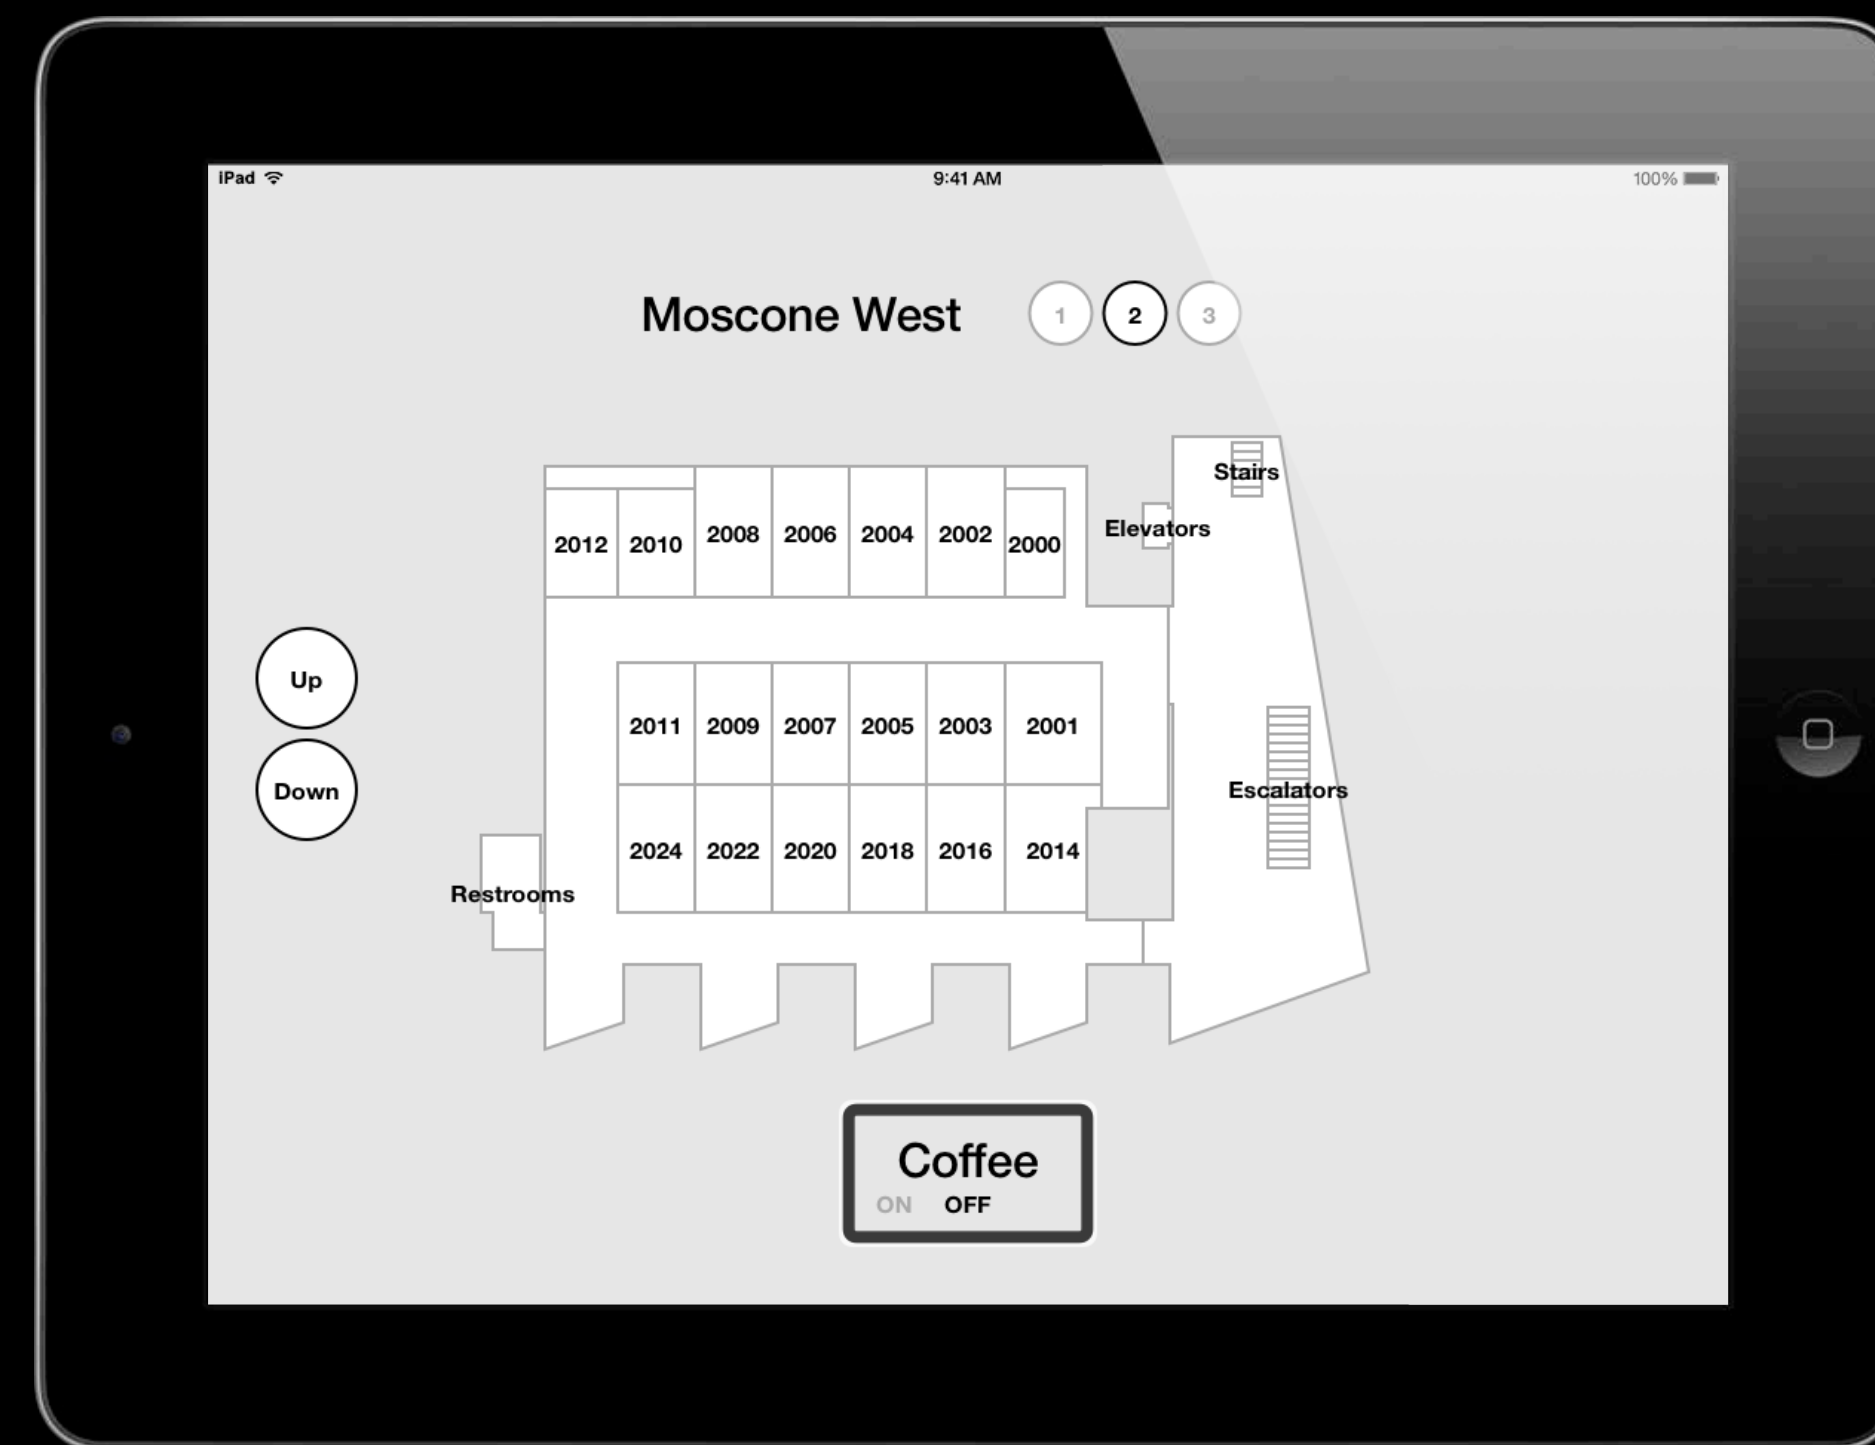 iPad 9:41 AM 100%
Moscone West 1 2 3
Stairs
Elevators
2012 2010 2008 2006 2004 2002 2000
Up
Down
2011 2009 2007 2005 2003 2001
Escalators
2024 2022 2020 2018 2016 2014
Restrooms
Coffee
ON OFF